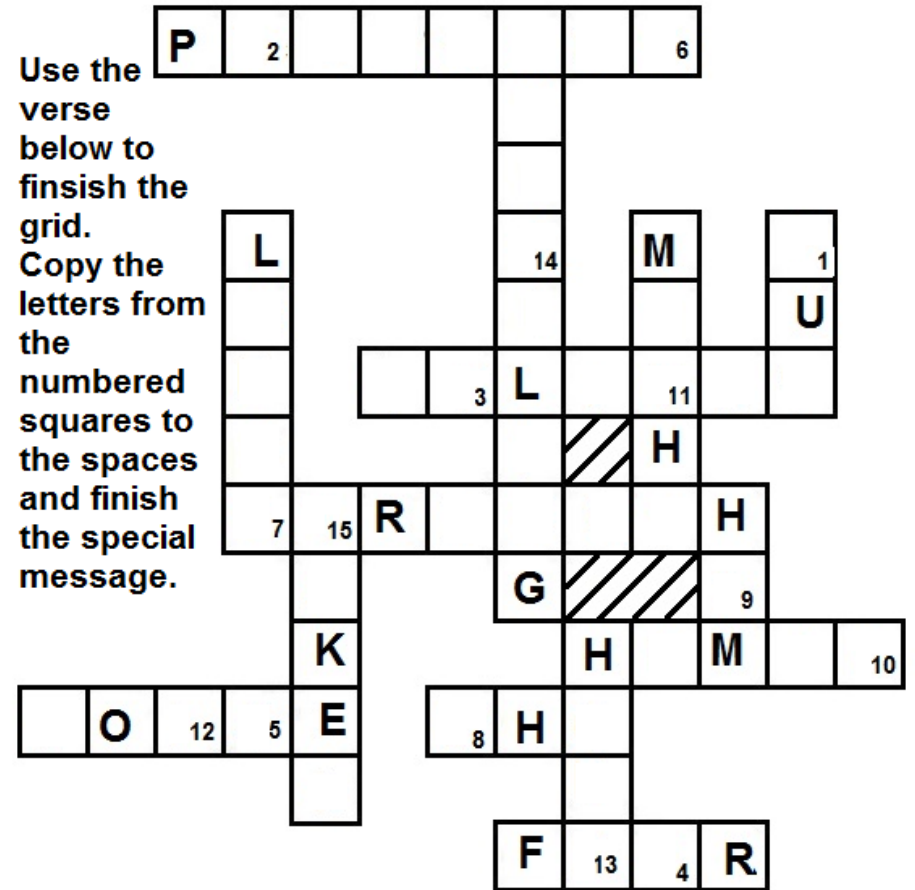 P 2 6
Use the
verse
below to
finsish the
grid.
L 14 M 1
Copy the
letters from
U
the
numbered
3 L 11
squares to
the spaces
H
and finish
7 15 R H
the special
message.
G 9
K H M 10
O 12 5 E 8 H
F 13 4 R